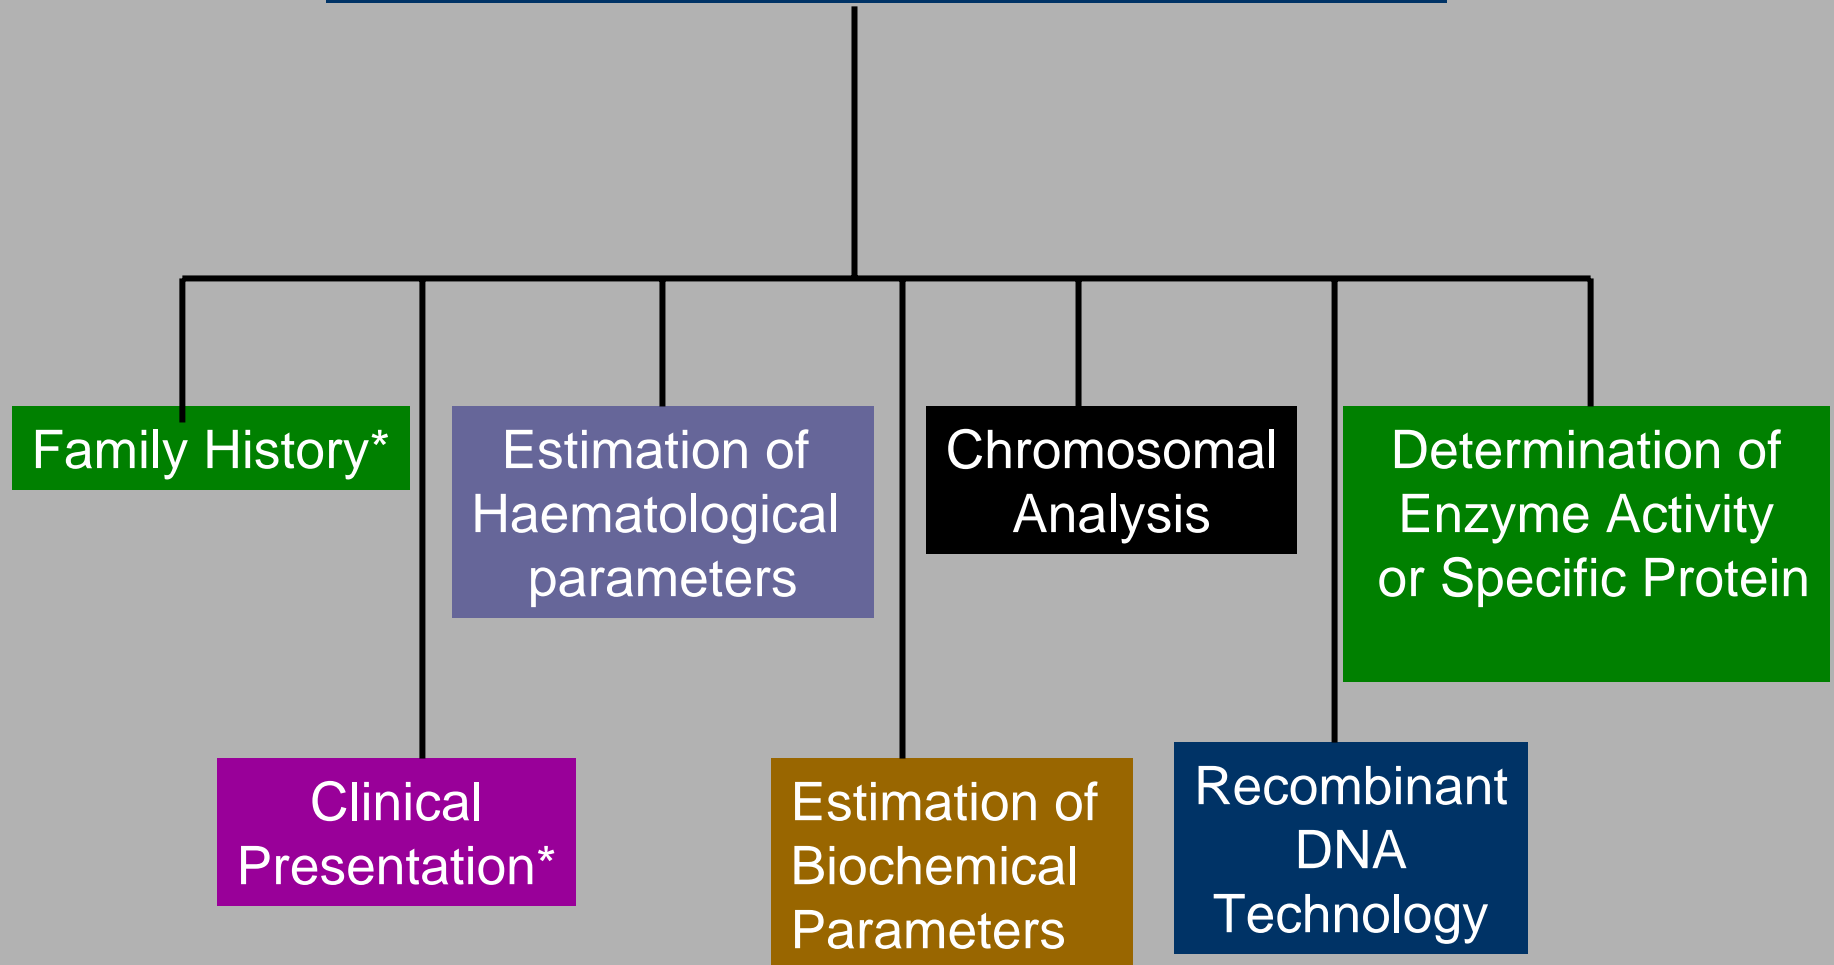 Family History*
Estimation of
Haematological
parameters
Chromosomal
Analysis
Determination of
Enzyme Activity
or Specific Protein
Clinical
Presentation*
Estimation of
Biochemical
Parameters
Recombinant
DNA
Technology